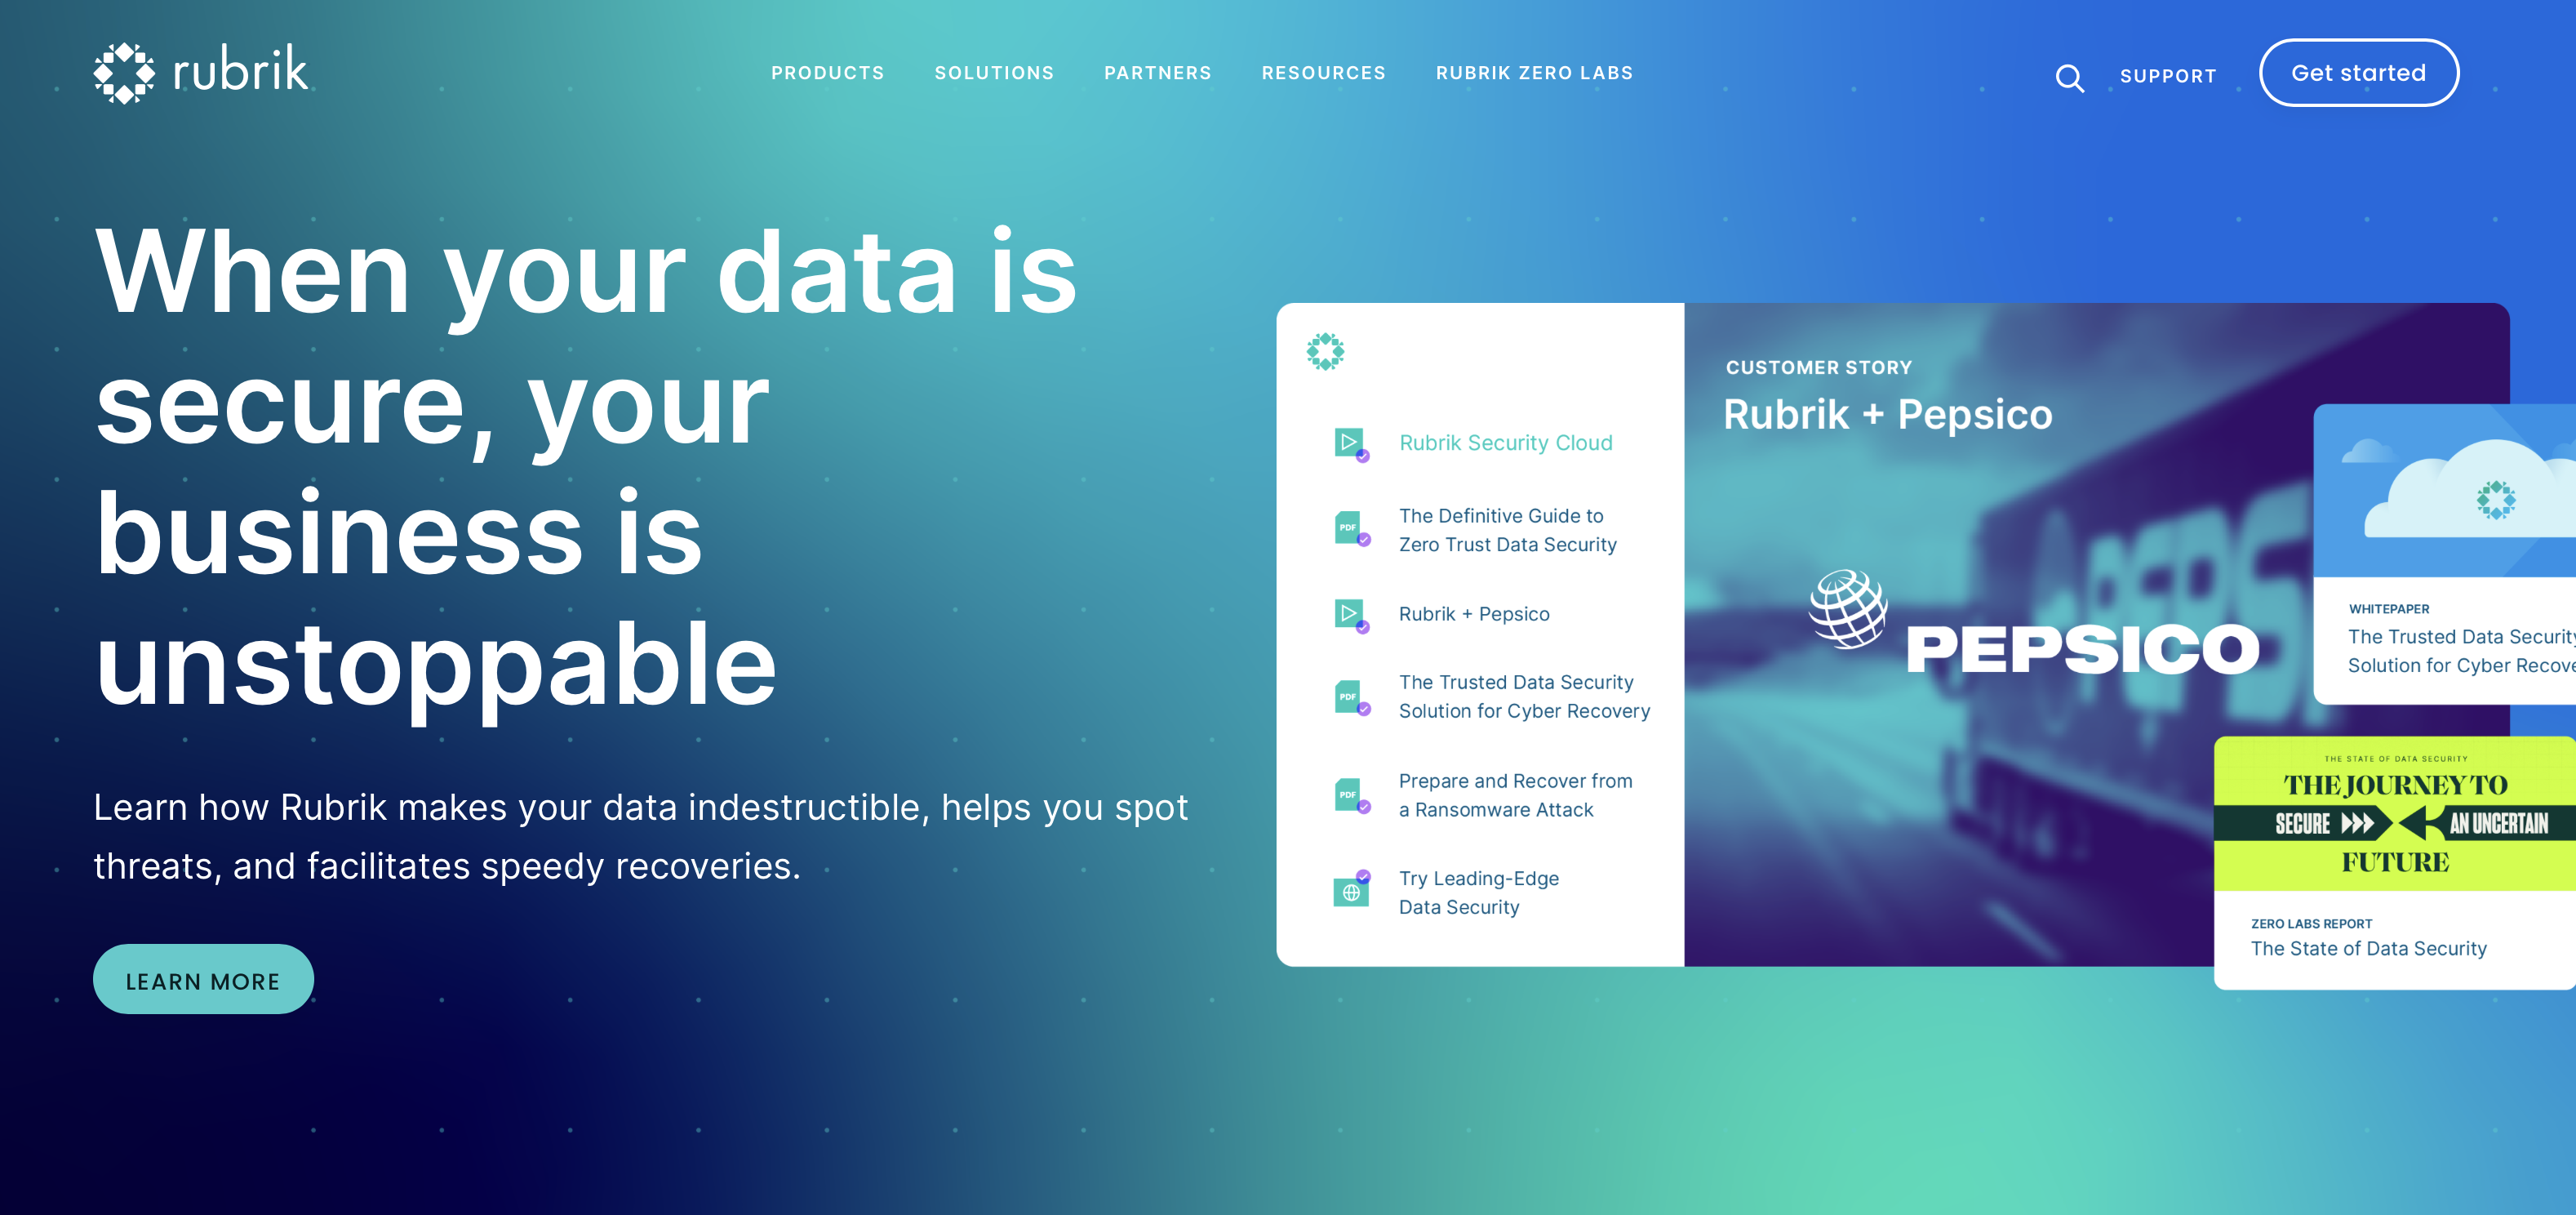 rubrik
PRODUCTS
SOLUTIONS
PARTNERS
RESOURCES
RUBRIK ZERO LABS
SUPPORT
Get started
When your data is
secure, your
business is
unstoppable
Learn how Rubrik makes your data indestructible, helps you spot
threats, and facilitates speedy recoveries.
LEARN MORE
Rubrik Security Cloud
PDF
The Definitive Guide to
Zero Trust Data Security
Rubrik + Pepsico
PDF
The Trusted Data Security
Solution for Cyber Recovery
PDF
Prepare and Recover from
a Ransomware Attack
Try Leading-Edge
Data Security
CUSTOMER STORY
Rubrik + Pepsico
PEPSICO
PEPSI
WHITEPAPER
The Trusted Data Security
Solution for Cyber Recove
THE STATE OF DATA SECURITY
THE JOURNEY TO
SECURE AN UNCERTAIN
FUTURE
ZERO LABS REPORT
The State of Data Security